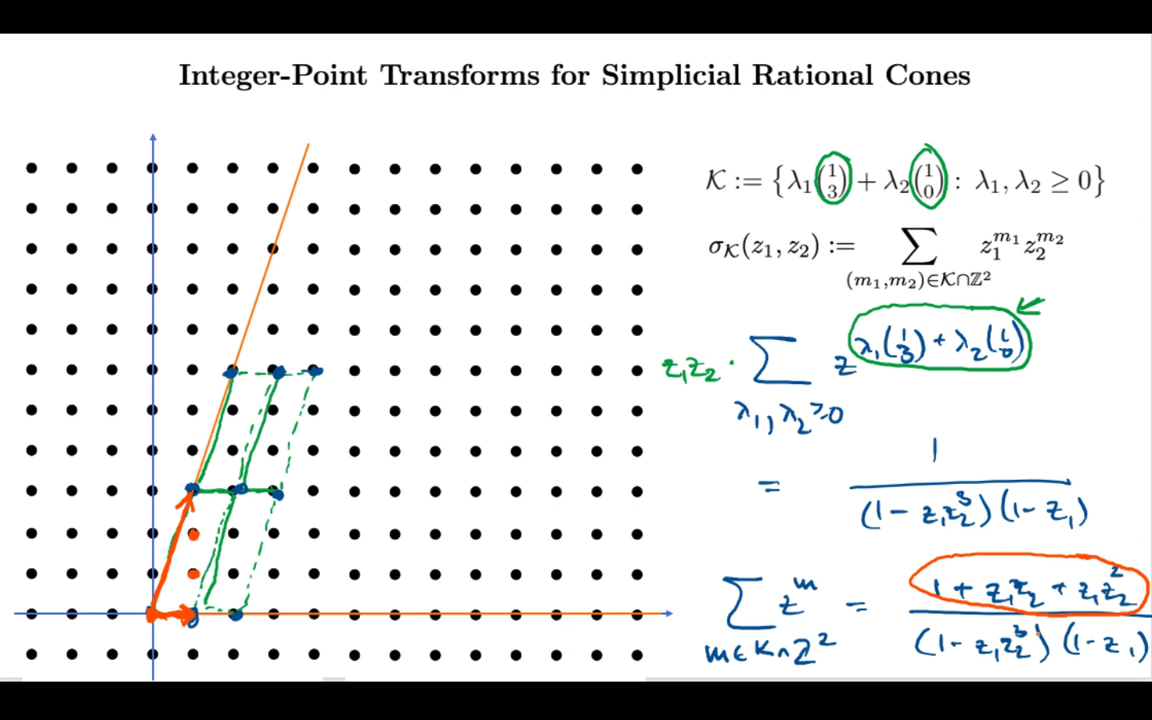 Integer-Point Transforms for Simplicial Rational Cones
𝒦 := {λ₁(1 3) + λ₂(1 0) : λ₁, λ₂ ≥ 0}
σ_𝒦(z₁, z₂) := ∑_{(m₁,m₂)∈𝒦∩ℤ²} z₁^{m₁} z₂^{m₂}
z₁z₂ · ∑_{λ₁, λ₂ ≥ 0} z^{λ₁(1 3) + λ₂(1 0)}
= 1 / (1 - z₁z₂³)(1 - z₁)
∑_{m ∈ K ∩ ℤ²} z^m = (1 + z₁z₂ + z₁z₂²) / (1 - z₁z₂³)(1 - z₁)